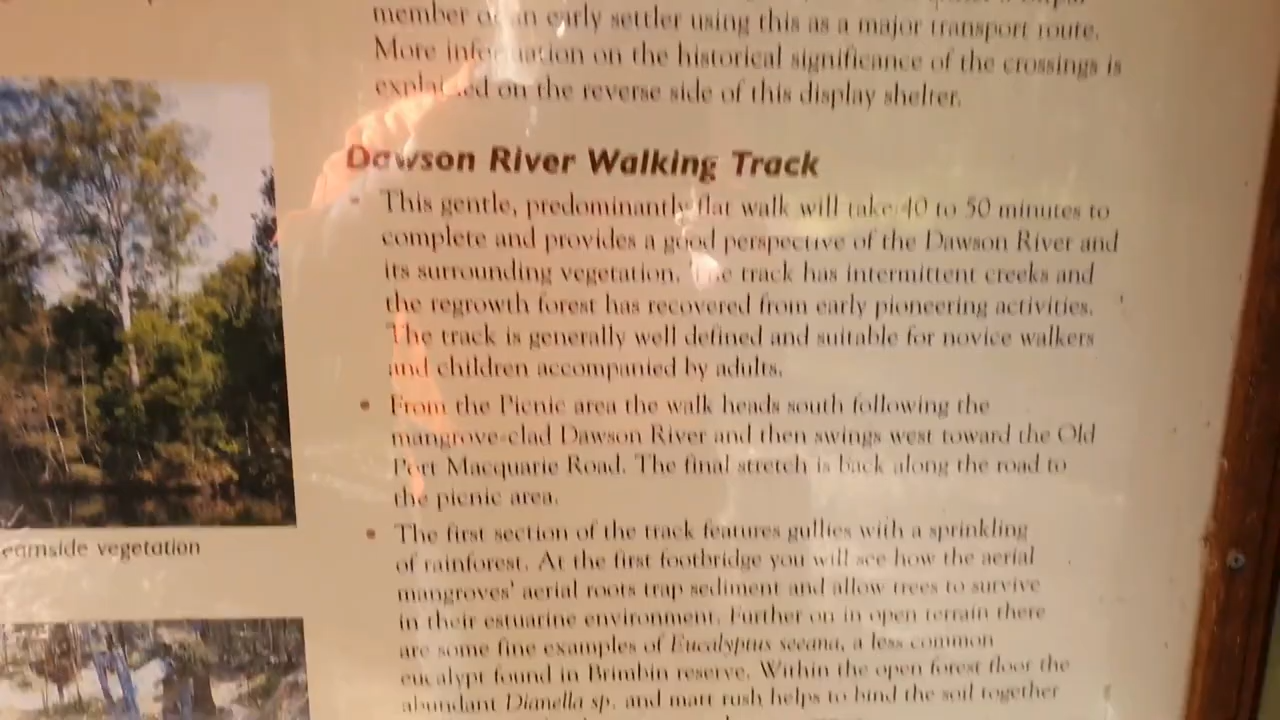 member of an early settler using this as a major transport route.
More information on the historical significance of the crossings is
explained on the reverse side of this display shelter.
Dawson River Walking Track
• This gentle, predominantly flat walk will take 40 to 50 minutes to
complete and provides a good perspective of the Dawson River and
its surrounding vegetation. The track has intermittent creeks and
the regrowth forest has recovered from early pioneering activities.
The track is generally well defined and suitable for novice walkers
and children accompanied by adults.
• From the Picnic area the walk heads south following the
mangrove-clad Dawson River and then swings west toward the Old
Port Macquarie Road. The final stretch is back along the road to
the picnic area.
eamside vegetation
• The first section of the track features gullies with a sprinkling
of rainforest. At the first footbridge you will see how the aerial
mangroves' aerial roots trap sediment and allow trees to survive
in their estuarine environment. Further on in open terrain there
are some fine examples of Eucalyptus seeana, a less common
eucalypt found in Brimbin reserve. Within the open forest floor the
abundant Dianella sp. and matt rush helps to bind the soil together